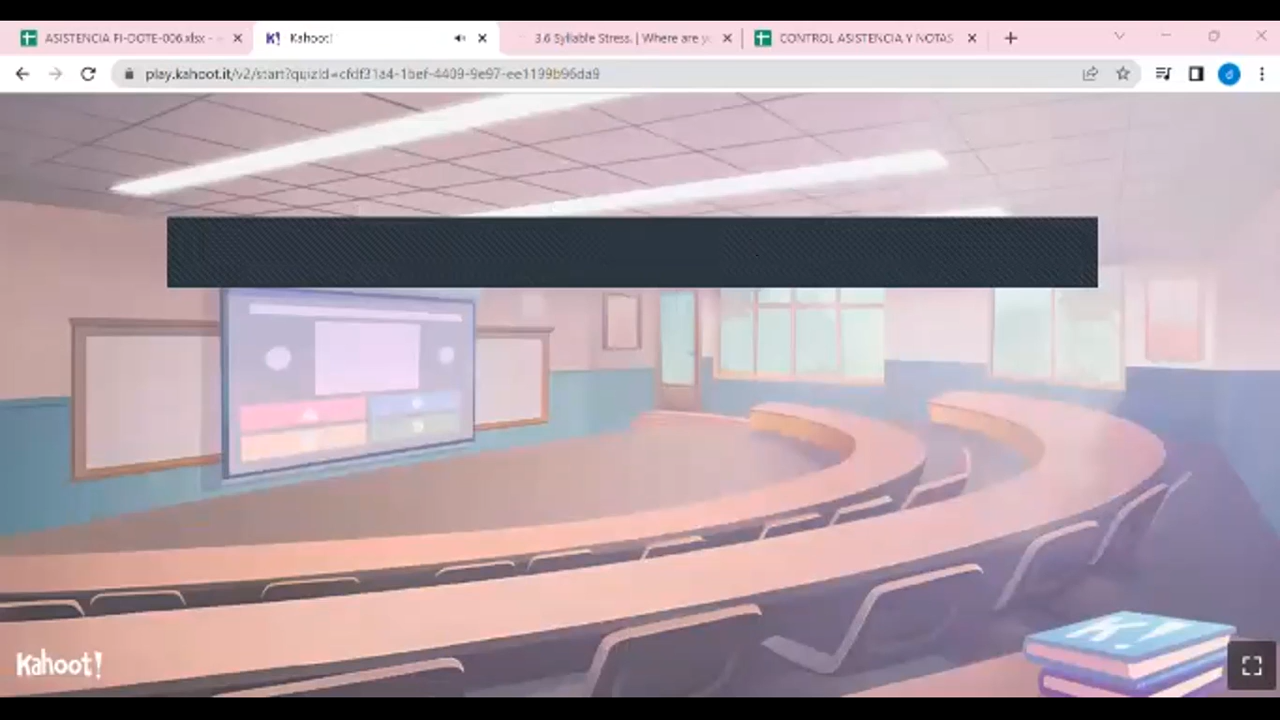 ASISTENCIA FI-DOTE-006.xlsx -
Kahoot!
3.6 Syllable Stress. | Where are y
CONTROL ASISTENCIA Y NOTAS
play.kahoot.it/v2/start?quizId=cfdf31a4-1bef-4409-9e97-ee1199b96da9
d
K!
Kahoot!